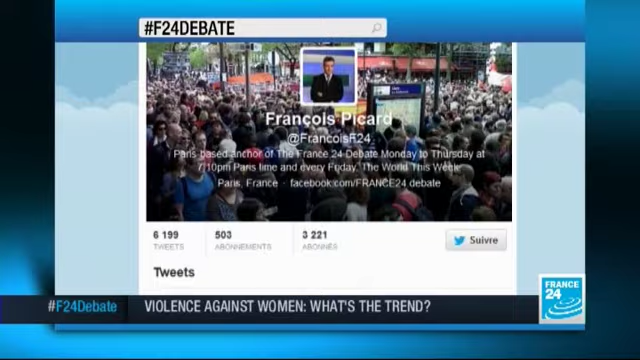 #F24DEBATE
François Picard
@FrancoisF24
Paris-based anchor of The France 24 Debate Monday to Thursday at
7:10pm Paris time and every Friday, The World This Week
Paris, France · facebook.com/FRANCE24 debate
6 199
TWEETS
503
ABONNEMENTS
3 221
ABONNÉS
Suivre
Tweets
#F24Debate
VIOLENCE AGAINST WOMEN: WHAT'S THE TREND?
FRANCE
24